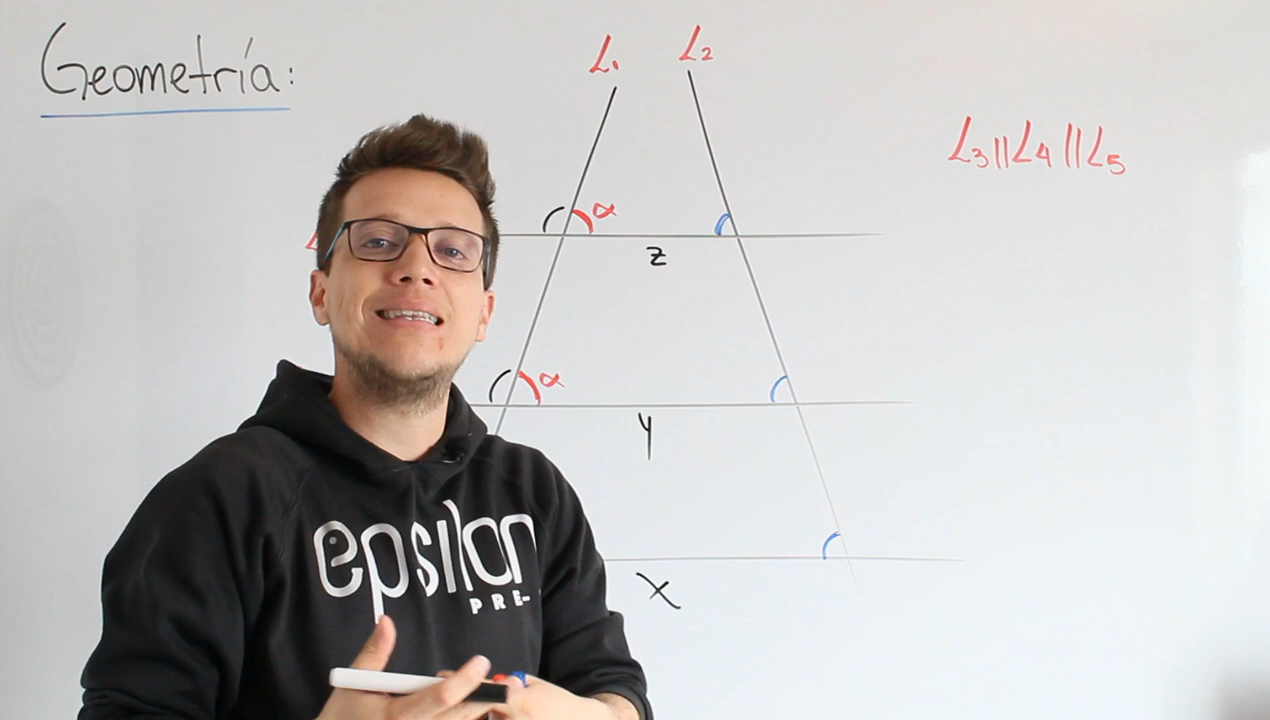 Geometría:
L₁ L₂
L₃||L₄||L₅
α
z
α
y
epsilon
PRE-
x